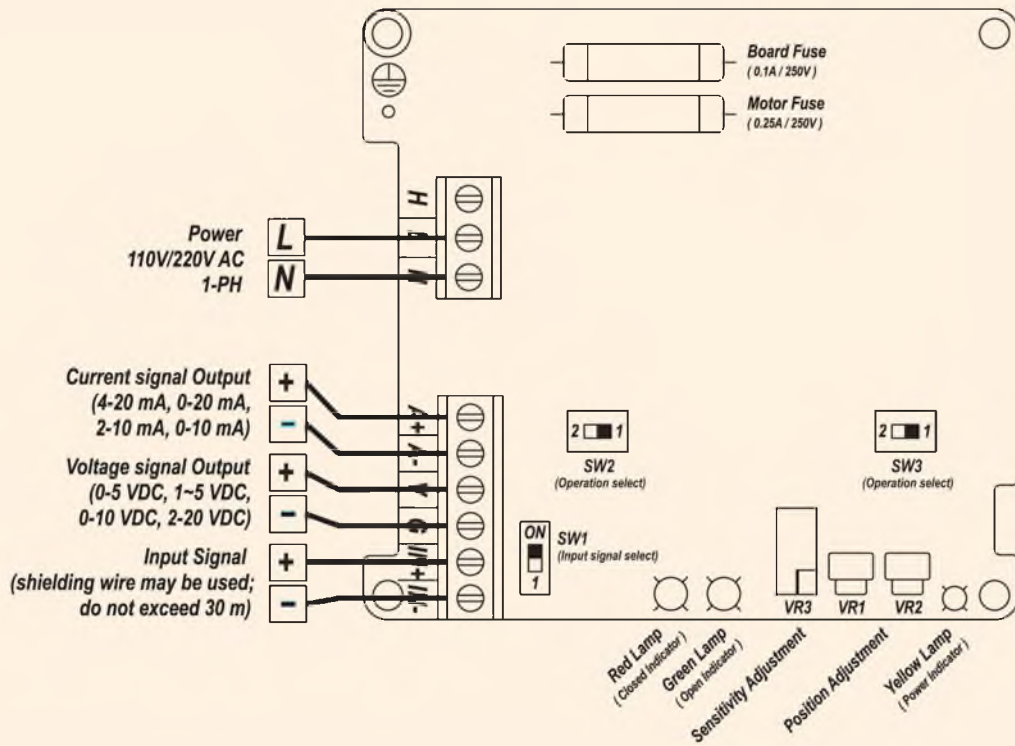 Board Fuse
( 0.1A / 250V )
Motor Fuse
( 0.25A / 250V )
H
Power
110V/220V AC
1-PH
L
N
Current signal Output
(4-20 mA, 0-20 mA,
2-10 mA, 0-10 mA)
+
-
A+
A-
Voltage signal Output
(0-5 VDC, 1~5 VDC,
0-10 VDC, 2-20 VDC)
+
-
V
G
Input Signal
(shielding wire may be used;
do not exceed 30 m)
+
-
IN+
IN-
2 1
SW2
(Operation select)
2 1
SW3
(Operation select)
ON
1
SW1
(Input signal select)
VR3
VR1
VR2
Red Lamp
( Closed Indicator )
Green Lamp
( Open Indicator )
Sensitivity Adjustment
Position Adjustment
Yellow Lamp
( Power Indicator )